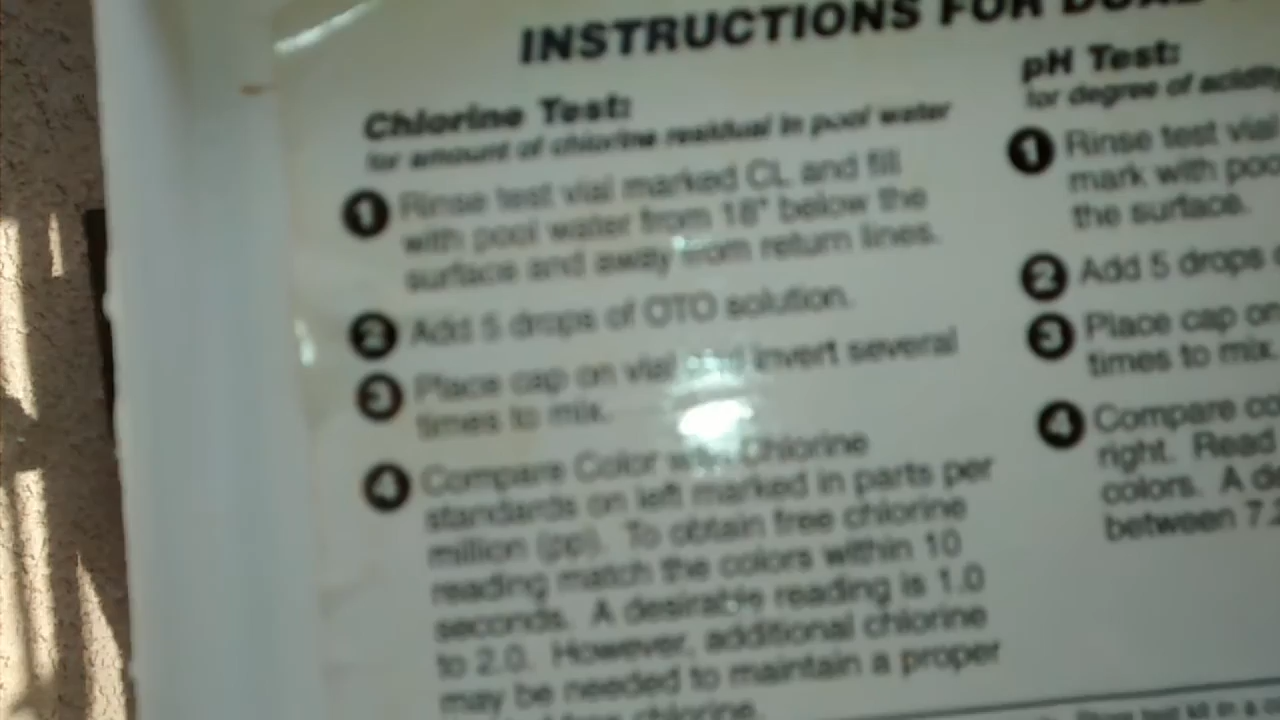 INSTRUCTIONS FOR DUAL
Chlorine Test:
for amount of chlorine residual in pool water
1 Rinse test vial marked CL and fill
with pool water from 18" below the
surface and away from return lines.
2 Add 5 drops of OTO solution.
3 Place cap on vial and invert several
times to mix.
4 Compare Color with Chlorine
standards on left marked in parts per
million (pp). To obtain free chlorine
reading match the colors within 10
seconds. A desirable reading is 1.0
to 2.0. However, additional chlorine
may be needed to maintain a proper
chlorine.
pH Test:
for degree of acidity
1 Rinse test vial
mark with poo
the surface.
2 Add 5 drops
3 Place cap on
times to mix.
4 Compare co
right. Read
colors. A de
between 7.